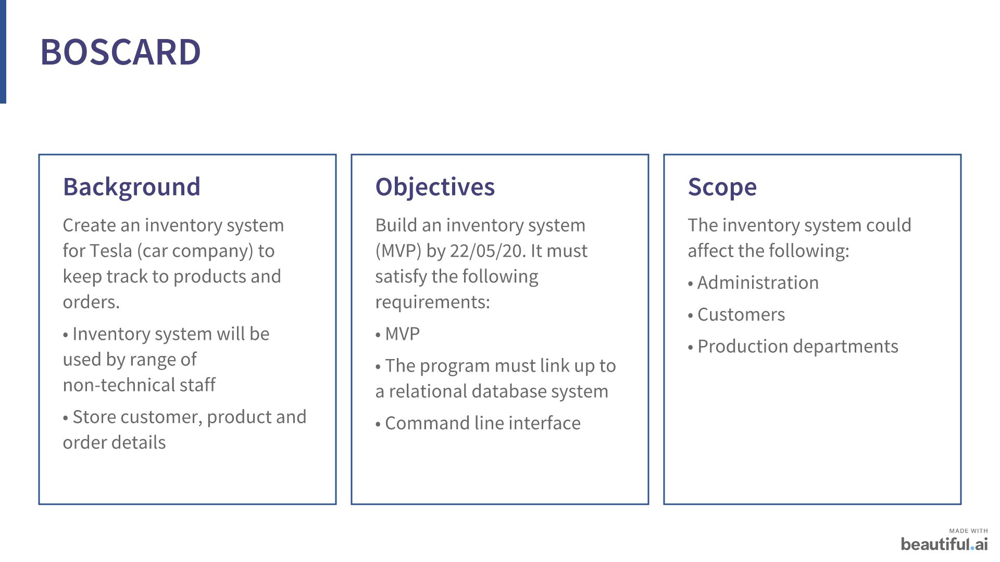 BOSCARD
Background
Create an inventory system
for Tesla (car company) to
keep track to products and
orders.
• Inventory system will be
used by range of
non-technical staff
• Store customer, product and
order details
Objectives
Build an inventory system
(MVP) by 22/05/20. It must
satisfy the following
requirements:
• MVP
• The program must link up to
a relational database system
• Command line interface
Scope
The inventory system could
affect the following:
• Administration
• Customers
• Production departments
MADE WITH
beautiful.ai